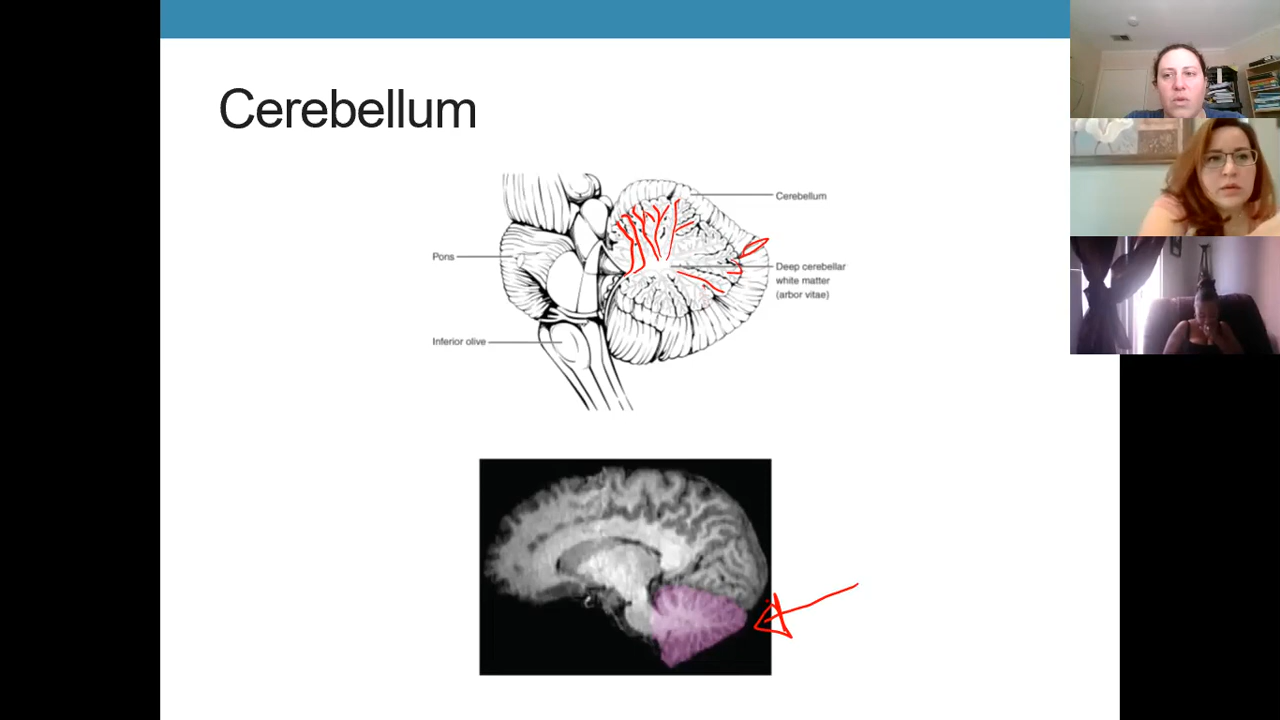 Cerebellum
Cerebellum
Pons
Deep cerebellar
white matter
(arbor vitae)
Inferior olive